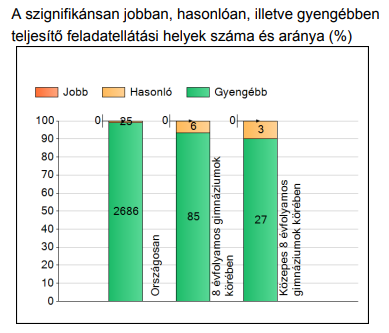 A szignifikánsan jobban, hasonlóan, illetve gyengébben
teljesítő feladatellátási helyek száma és aránya (%)
Jobb Hasonló Gyengébb
100
90
80
70
60
50
40
30
20
10
0
0
25
2686
Országosan
0
6
85
8 évfolyamos gimnáziumok
körében
0
3
27
Közepes 8 évfolyamos
gimnáziumok körében